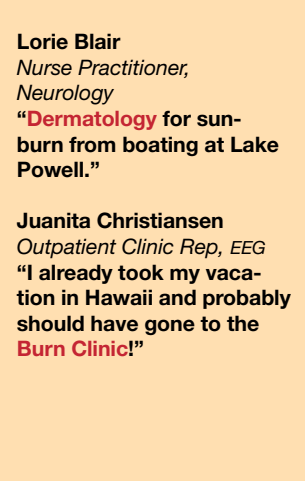 Lorie Blair
Nurse Practitioner,
Neurology
“Dermatology for sun-
burn from boating at Lake
Powell.”
Juanita Christiansen
Outpatient Clinic Rep, EEG
“I already took my vaca-
tion in Hawaii and probably
should have gone to the
Burn Clinic!”